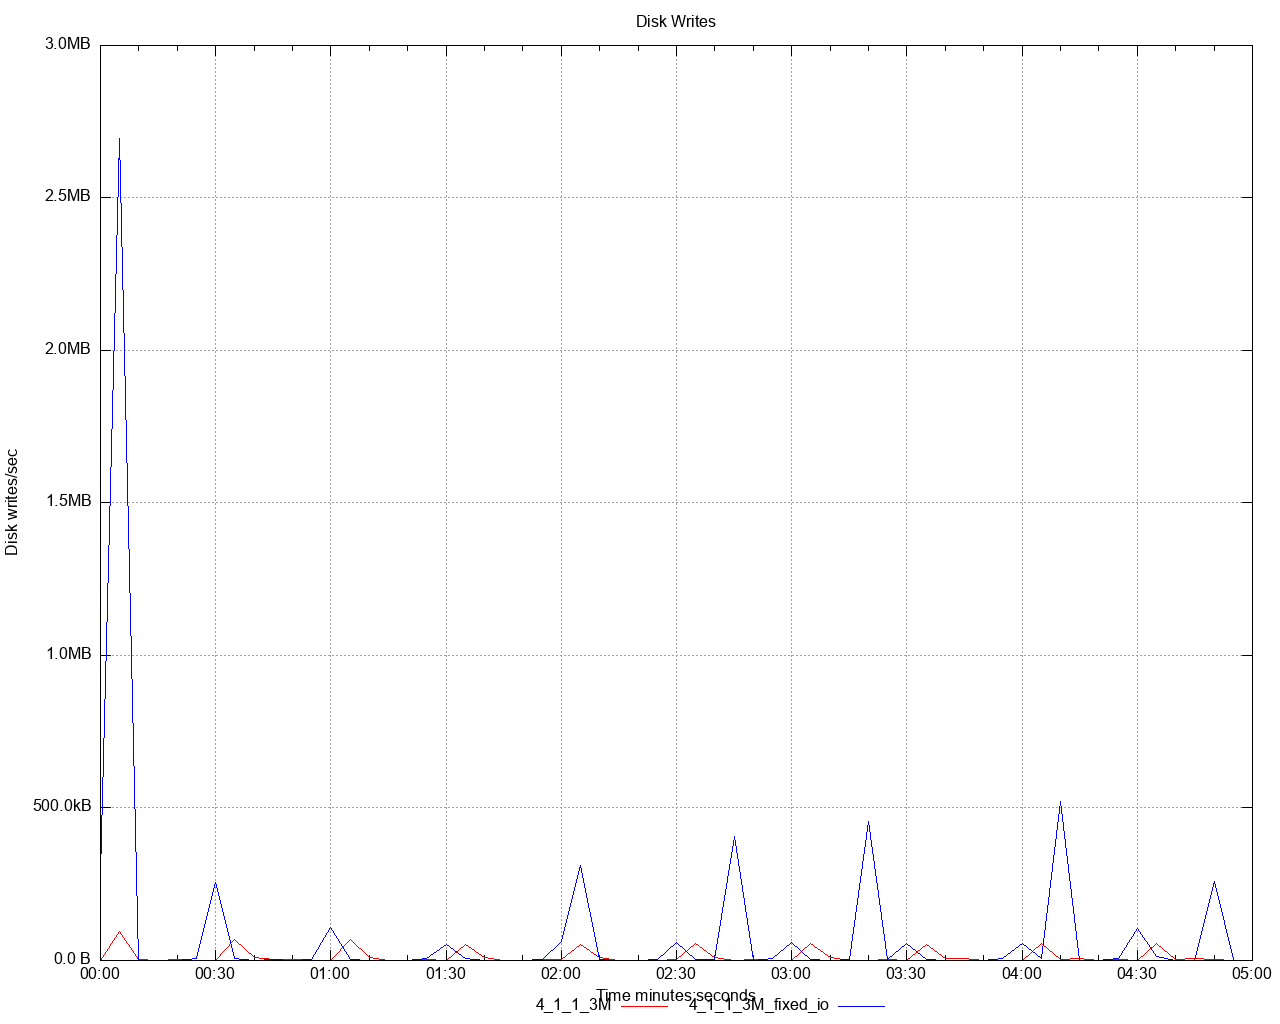 Disk Writes
3.0MB
2.5MB
2.0MB
1.5MB
1.0MB
500.0kB
0.0 B
Disk writes/sec
00:00 00:30 01:00 01:30 02:00 02:30 03:00 03:30 04:00 04:30 05:00
Time minutes:seconds
4_1_1_3M 4_1_1_3M_fixed_io